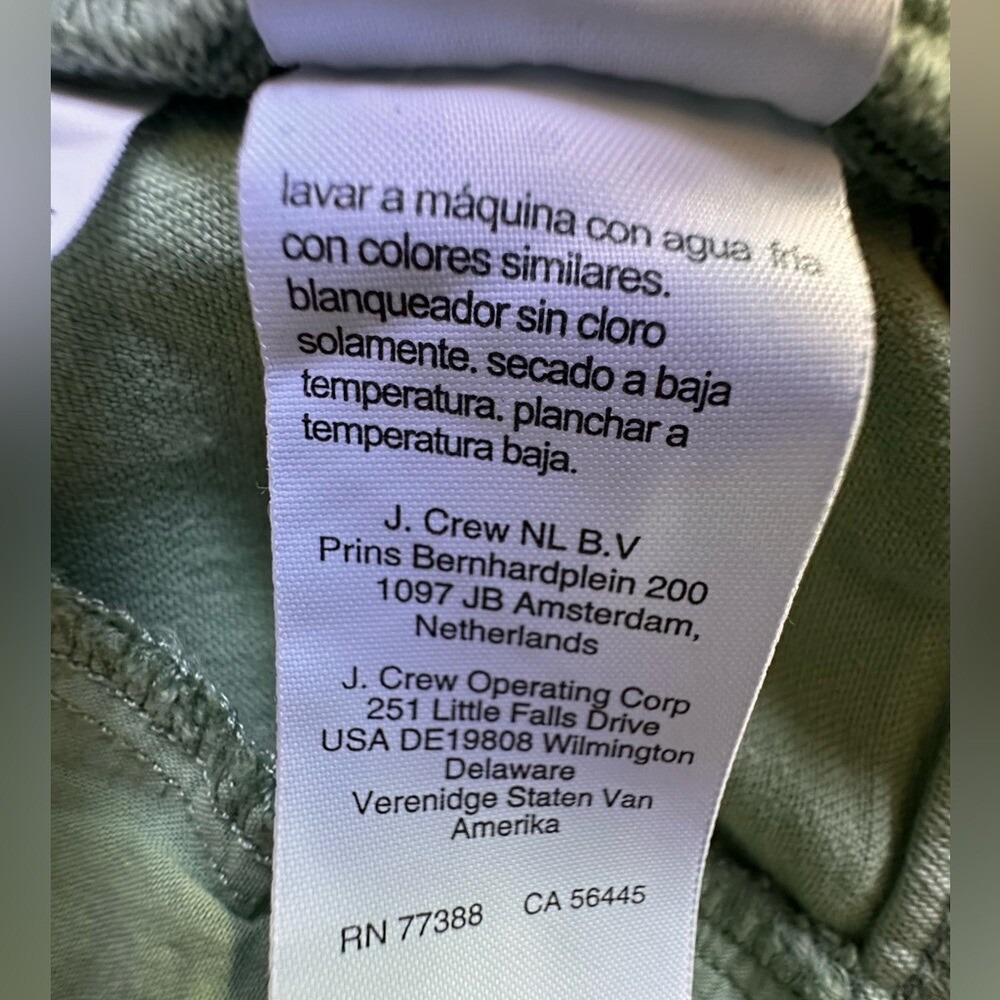 lavar a máquina con agua fría
con colores similares.
blanqueador sin cloro
solamente. secado a baja
temperatura. planchar a
temperatura baja.
J. Crew NL B.V
Prins Bernhardplein 200
1097 JB Amsterdam,
Netherlands
J. Crew Operating Corp
251 Little Falls Drive
USA DE19808 Wilmington
Delaware
Verenidge Staten Van
Amerika
RN 77388 CA 56445